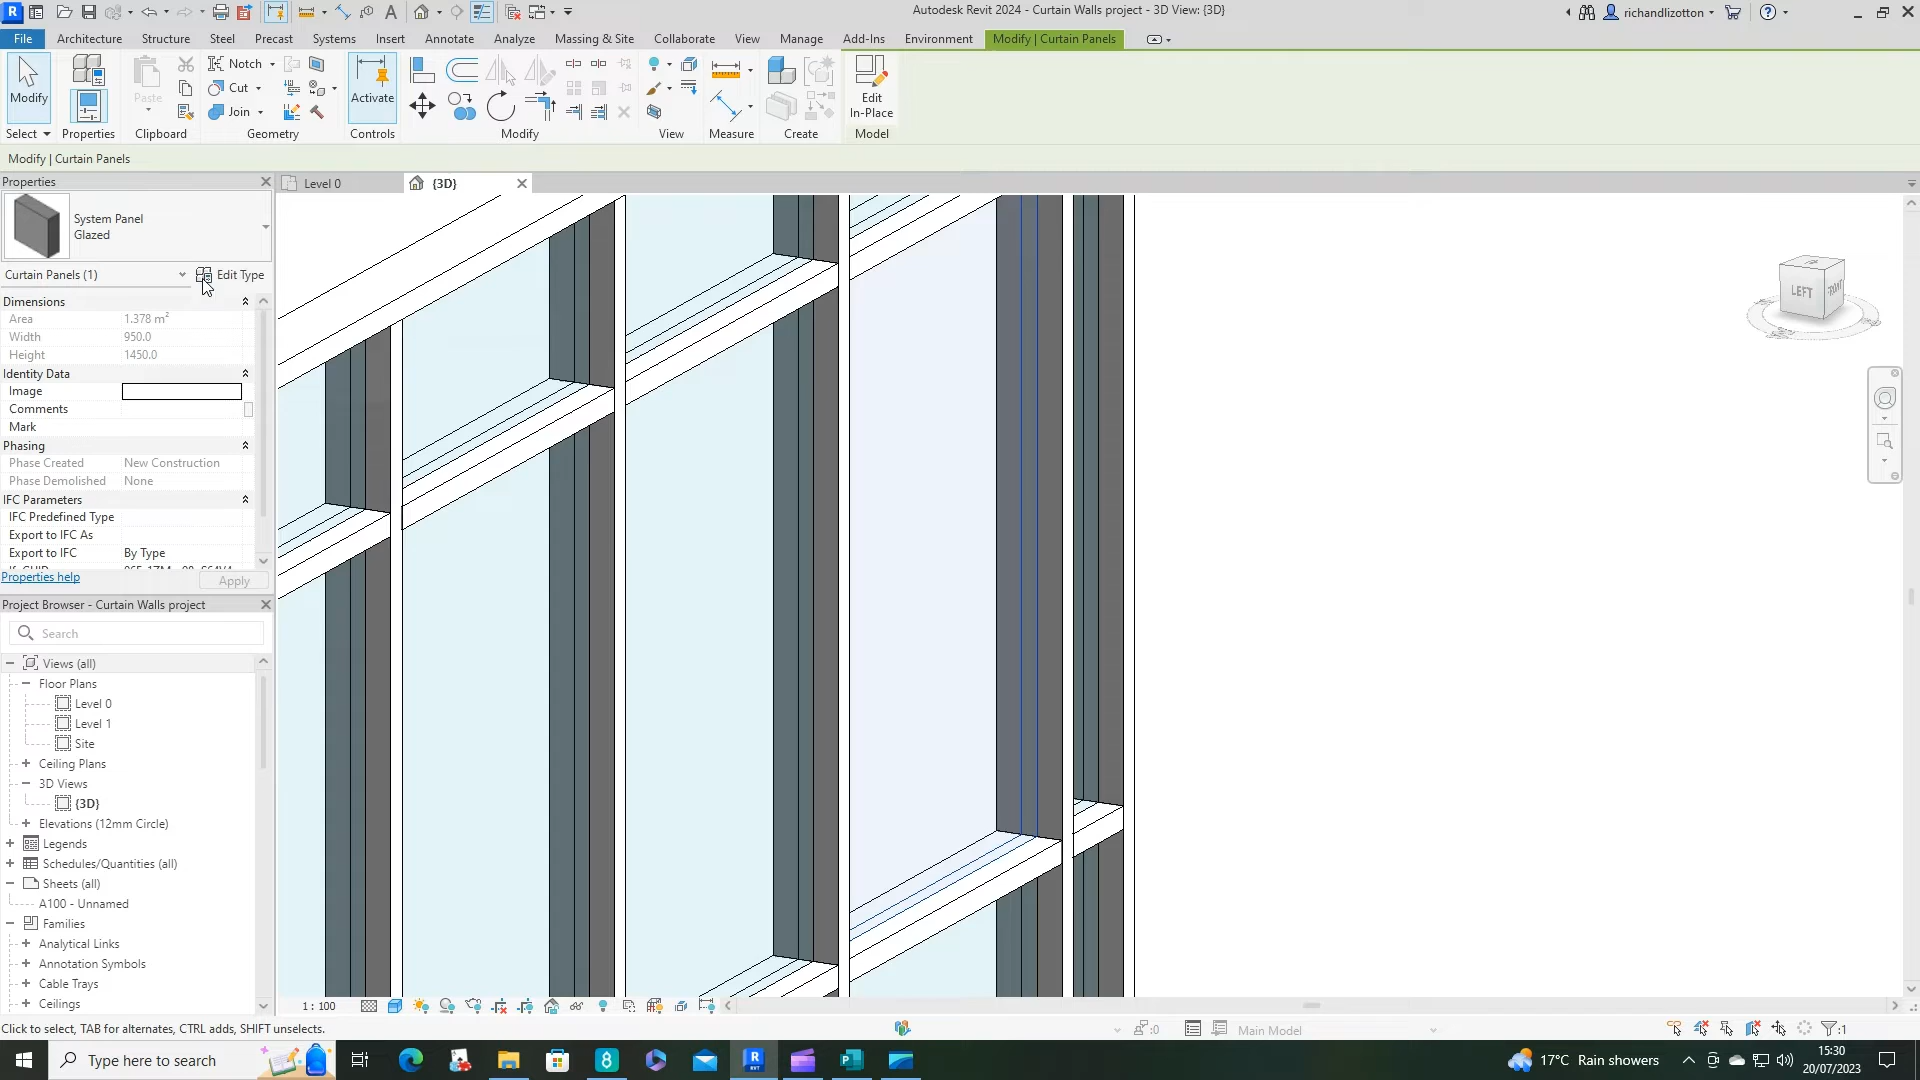 Autodesk Revit 2024 - Curtain Walls project - 3D View: {3D}
richandlizotton
File
Architecture
Structure
Steel
Precast
Systems
Insert
Annotate
Analyze
Massing & Site
Collaborate
View
Manage
Add-Ins
Environment
Modify | Curtain Panels
Modify
Paste
Notch
Cut
Join
Activate
Edit
In-Place
Select
Properties
Clipboard
Geometry
Controls
Modify
View
Measure
Create
Model
Modify | Curtain Panels
Properties
Level 0
{3D}
System Panel
Glazed
Curtain Panels (1)
Edit Type
Dimensions
Area 1.378 m²
Width 950.0
Height 1450.0
Identity Data
Image
Comments
Mark
Phasing
Phase Created New Construction
Phase Demolished None
IFC Parameters
IFC Predefined Type
Export to IFC As
Export to IFC By Type
Properties help
Apply
Project Browser - Curtain Walls project
Search
Views (all)
Floor Plans
Level 0
Level 1
Site
Ceiling Plans
3D Views
{3D}
Elevations (12mm Circle)
Legends
Schedules/Quantities (all)
Sheets (all)
A100 - Unnamed
Families
Analytical Links
Annotation Symbols
Cable Trays
Ceilings
LEFT
FRONT
1 : 100
Click to select, TAB for alternates, CTRL adds, SHIFT unselects.
:0
Main Model
:1
Type here to search
17°C Rain showers
15:30
20/07/2023